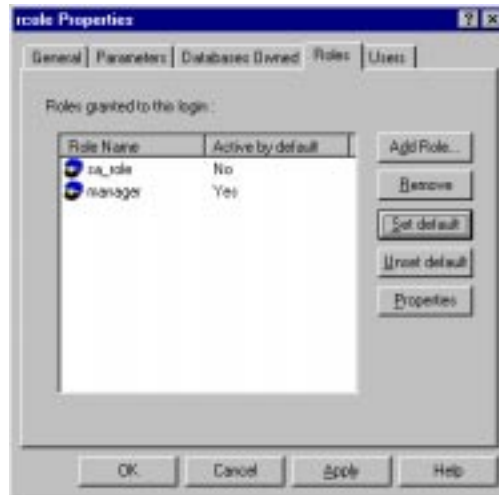 rcole Properties
General Parameters Databases Owned Roles Users
Roles granted to this login :
Role Name Active by default
sa_role No
manager Yes
Add Role...
Remove
Set default
Unset default
Properties
OK Cancel Apply Help